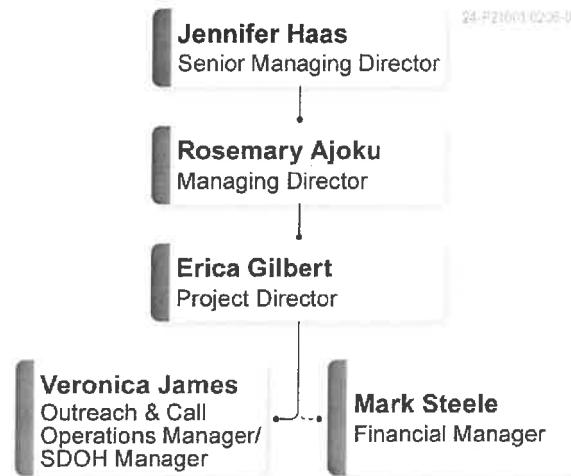 Jennifer Haas
Senior Managing Director
Rosemary Ajoku
Managing Director
Erica Gilbert
Project Director
Veronica James
Outreach & Call
Operations Manager/
SDOH Manager
Mark Steele
Financial Manager